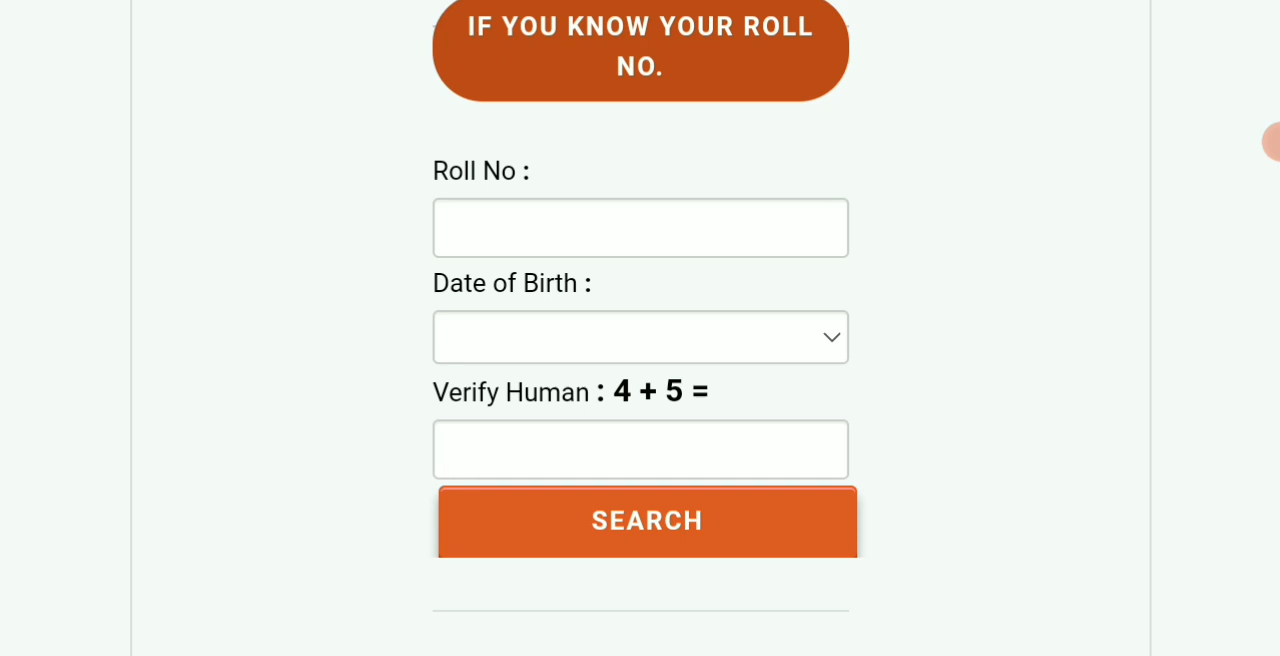 IF YOU KNOW YOUR ROLL
NO.
Roll No :
Date of Birth :
Verify Human : 4 + 5 =
SEARCH